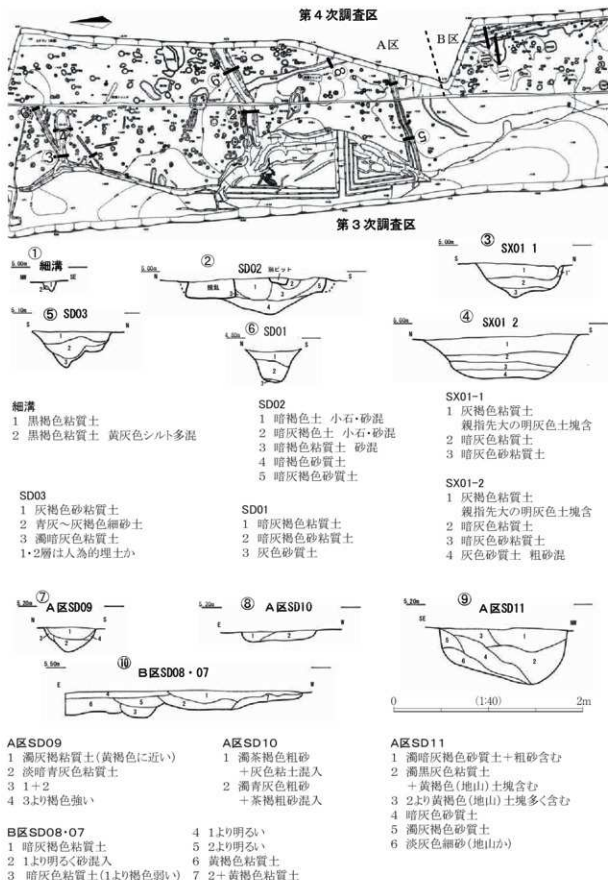 第4次調査区
A区
B区
第3次調査区
① 細溝
② SD02
③ SX01 1
④ SX01 2
⑤ SD03
⑥ SD01
細溝
1 黒褐色粘質土
2 黒褐色粘質土 黄灰色シルト多混
SD02
1 暗褐色土 小石・砂混
2 暗灰褐色土 小石・砂混
3 暗褐色粘質土 砂混
4 暗褐色砂質土
5 暗灰褐色砂質土
SX01-1
1 灰褐色粘質土
親指先大の明灰色土塊含
2 暗灰色粘質土
3 暗灰色砂粘質土
SD03
1 灰褐色砂粘質土
2 青灰～灰褐色細砂土
3 濁暗灰色粘質土
1・2層は人為的埋土か
SD01
1 暗灰褐色粘質土
2 暗灰褐色砂粘質土
3 灰色砂質土
SX01-2
1 灰褐色粘質土
親指先大の明灰色土塊含
2 暗灰色粘質土
3 暗灰色砂粘質土
4 灰色砂質土 粗砂混
⑦ A区SD09
⑧ A区SD10
⑨ A区SD11
⑩ B区SD08・07
0 (1:40) 2m
A区SD09
1 濁灰褐粘質土(黄褐色に近い)
2 淡暗青灰色粘質土
3 1+2
4 3より褐色強い
A区SD10
1 濁茶褐色粗砂
+灰色粘土混入
2 濁青灰色粗砂
+茶褐粗砂混入
A区SD11
1 濁暗灰褐色砂質土+粗砂含む
2 濁黒灰色粘質土
+黄褐色(地山)土塊含む
3 2より黄褐色(地山)土塊多く含む
4 暗灰色砂質土
5 濁灰褐色砂質土
6 淡灰色細砂(地山か)
B区SD08・07
1 暗灰褐色粘質土
2 1より明るく砂混入
3 暗灰色粘質土(1より褐色弱い)
4 1より明るい
5 2より明るい
6 黄褐色粘質土
7 2+黄褐色粘質土